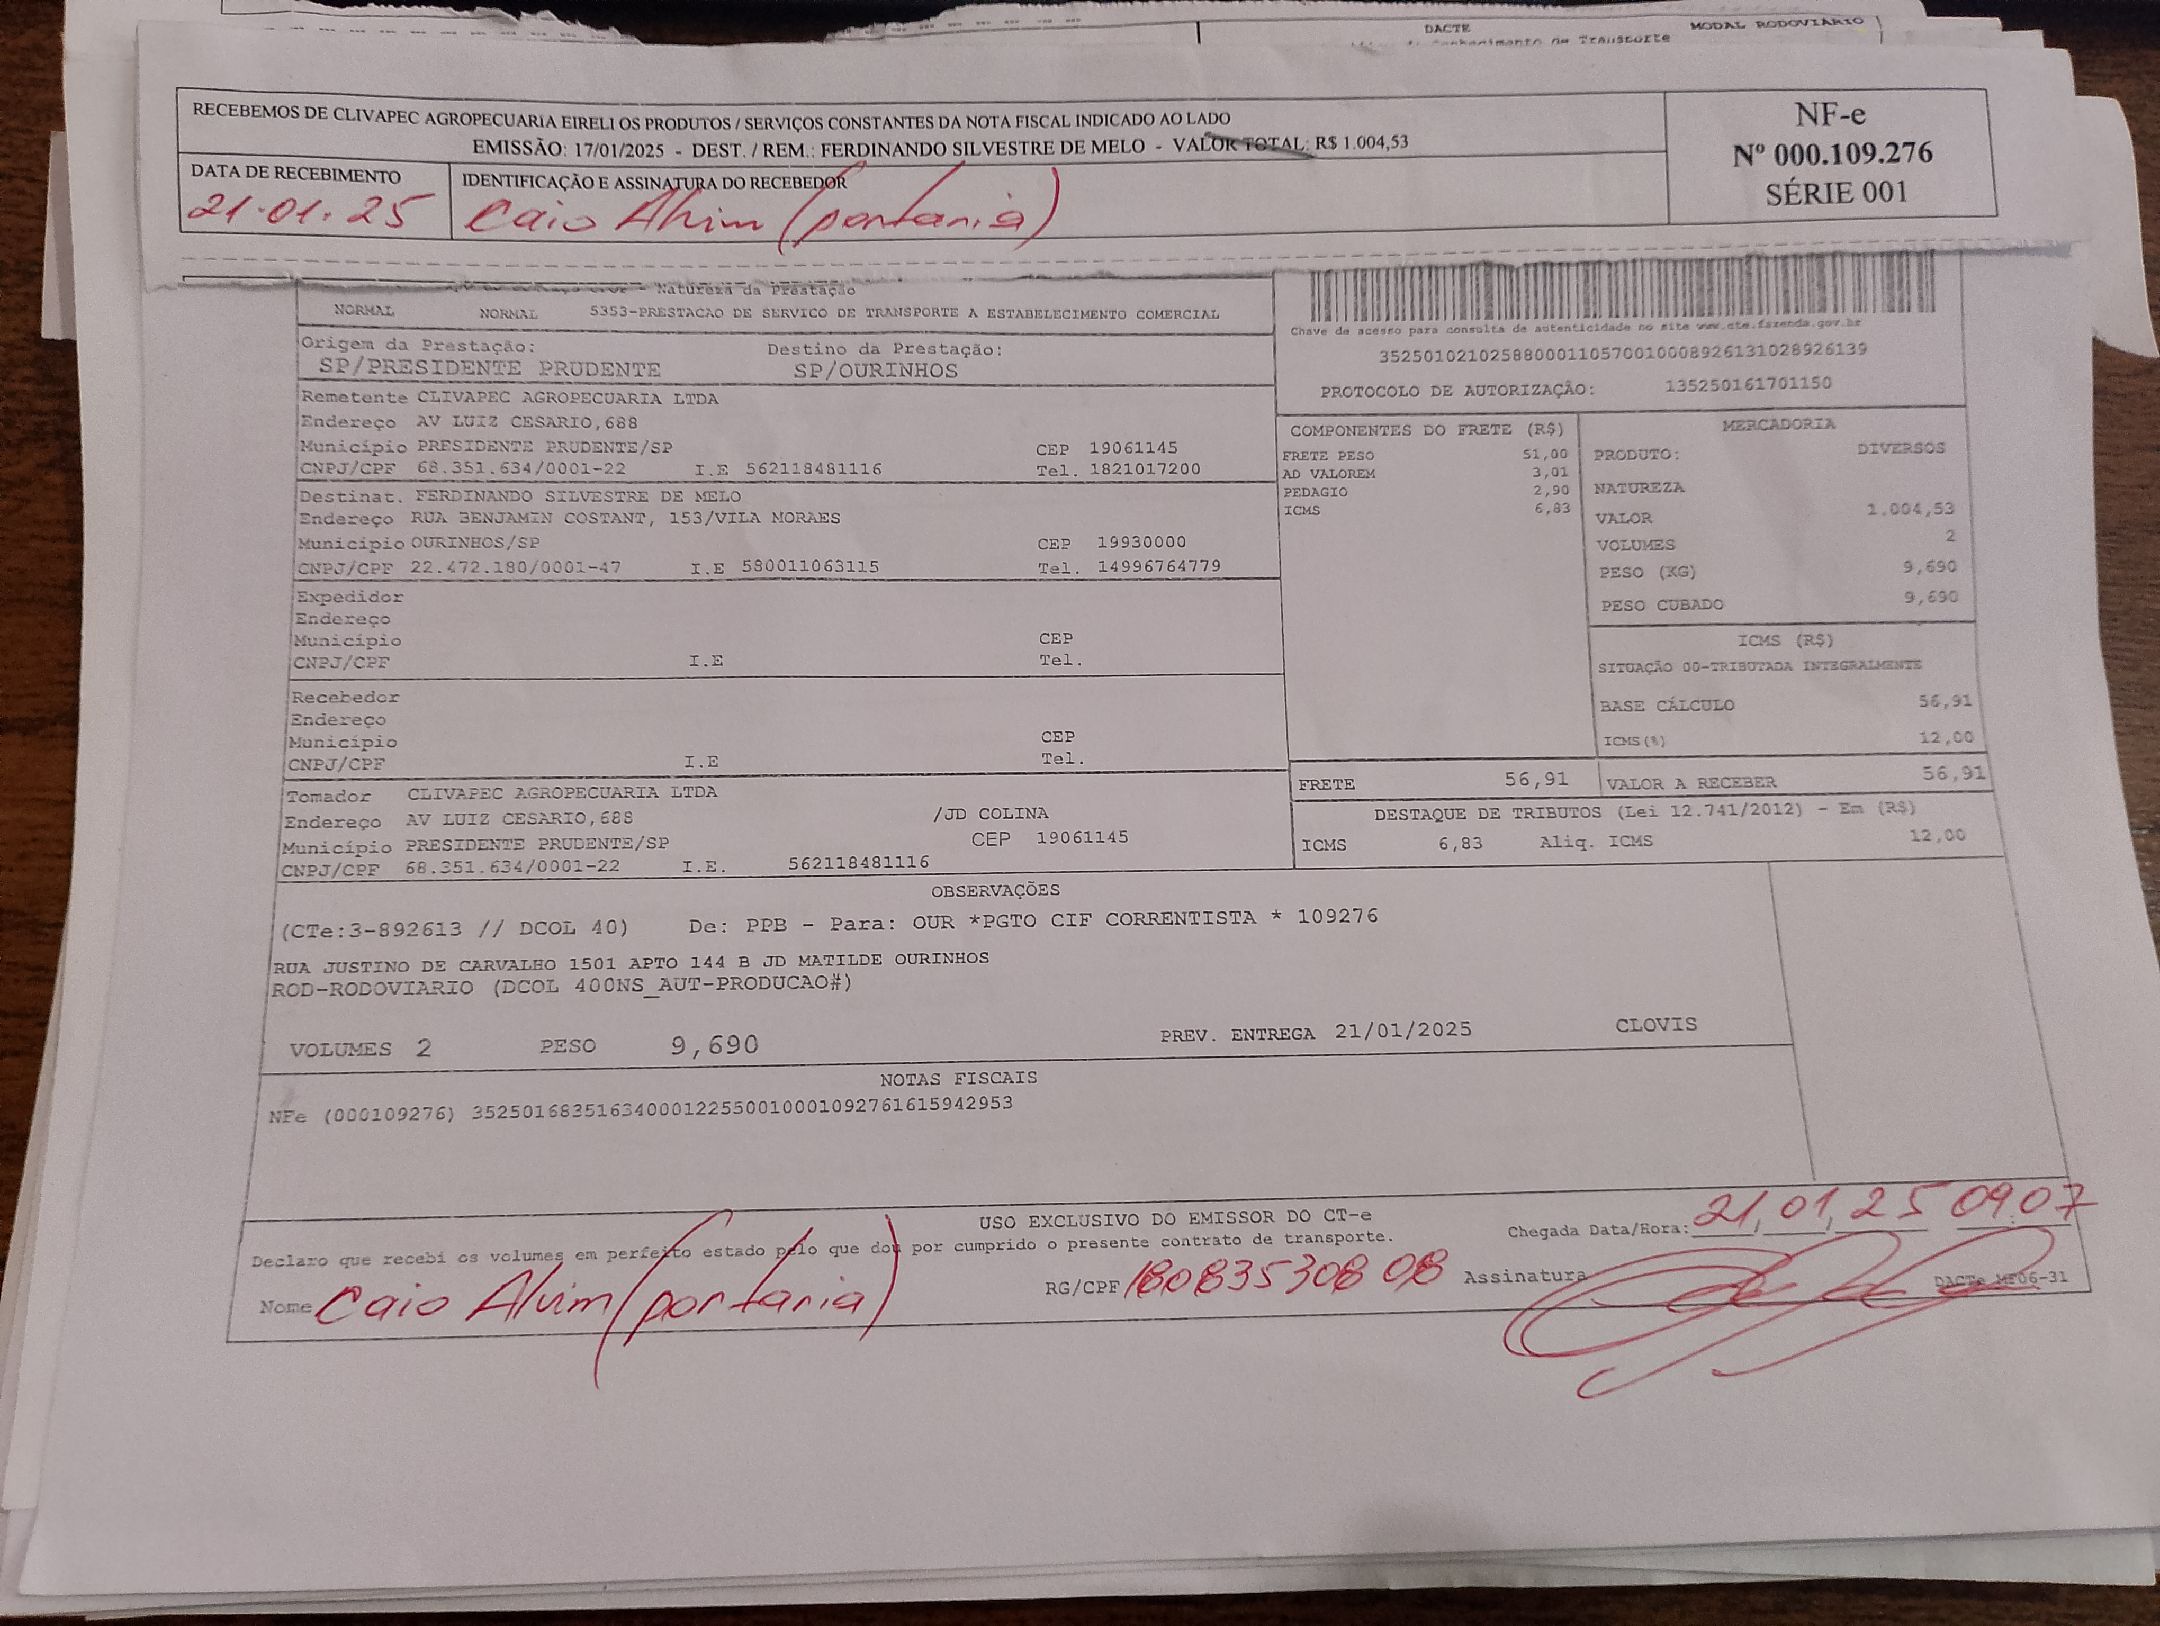 DACTE
MODAL RODOVIÁRIO
RECEBEMOS DE CLIVAPEC AGROPECUARIA EIRELI OS PRODUTOS / SERVIÇOS CONSTANTES DA NOTA FISCAL INDICADO AO LADO
EMISSÃO: 17/01/2025 - DEST. / REM.: FERDINANDO SILVESTRE DE MELO - VALOR TOTAL: R$ 1.004,53
NF-e
Nº 000.109.276
SÉRIE 001
DATA DE RECEBIMENTO
21.01.25
IDENTIFICAÇÃO E ASSINATURA DO RECEBEDOR
Caio Alvim (portaria)
Natureza da Prestação
NORMAL NORMAL 5353-PRESTACAO DE SERVICO DE TRANSPORTE A ESTABELECIMENTO COMERCIAL
Chave de acesso para consulta de autenticidade no site www.cte.fazenda.gov.br
35250102102588000110570010008926131028926139
PROTOCOLO DE AUTORIZAÇÃO: 135250161701150
Origem da Prestação: Destino da Prestação:
SP/PRESIDENTE PRUDENTE SP/OURINHOS
Remetente CLIVAPEC AGROPECUARIA LTDA
Endereço AV LUIZ CESARIO,688
Município PRESIDENTE PRUDENTE/SP CEP 19061145
CNPJ/CPF 68.351.634/0001-22 I.E 562118481116 Tel. 1821017200
Destinat. FERDINANDO SILVESTRE DE MELO
Endereço RUA BENJAMIN COSTANT, 153/VILA MORAES
Município OURINHOS/SP CEP 19930000
CNPJ/CPF 22.472.180/0001-47 I.E 580011063115 Tel. 14996764779
Expedidor
Endereço
Município CEP
CNPJ/CPF I.E Tel.
Recebedor
Endereço
Município CEP
CNPJ/CPF I.E Tel.
Tomador CLIVAPEC AGROPECUARIA LTDA
Endereço AV LUIZ CESARIO,688 /JD COLINA
Município PRESIDENTE PRUDENTE/SP CEP 19061145
CNPJ/CPF 68.351.634/0001-22 I.E. 562118481116
COMPONENTES DO FRETE (R$)
FRETE PESO 51,00
AD VALOREM 3,01
PEDAGIO 2,90
ICMS 6,83
MERCADORIA
PRODUTO: DIVERSOS
NATUREZA
VALOR 1.004,53
VOLUMES 2
PESO (KG) 9,690
PESO CUBADO 9,690
ICMS (R$)
SITUAÇÃO 00-TRIBUTADA INTEGRALMENTE
BASE CÁLCULO 56,91
ICMS(%) 12,00
FRETE 56,91 VALOR A RECEBER 56,91
DESTAQUE DE TRIBUTOS (Lei 12.741/2012) - Em (R$)
ICMS 6,83 Aliq. ICMS 12,00
OBSERVAÇÕES
(CTe:3-892613 // DCOL 40) De: PPB - Para: OUR *PGTO CIF CORRENTISTA * 109276
RUA JUSTINO DE CARVALHO 1501 APTO 144 B JD MATILDE OURINHOS
ROD-RODOVIARIO (DCOL 400NS_AUT-PRODUCAO#)
VOLUMES 2 PESO 9,690 PREV. ENTREGA 21/01/2025 CLOVIS
NOTAS FISCAIS
NFe (000109276) 35250168351634000122550010001092761615942953
USO EXCLUSIVO DO EMISSOR DO CT-e
Declaro que recebi os volumes em perfeito estado pelo que dou por cumprido o presente contrato de transporte.
Chegada Data/Hora: 21,01,25 09:07
Nome Caio Alvim (portaria) RG/CPF 18083530808 Assinatura
DACTe MF06-31